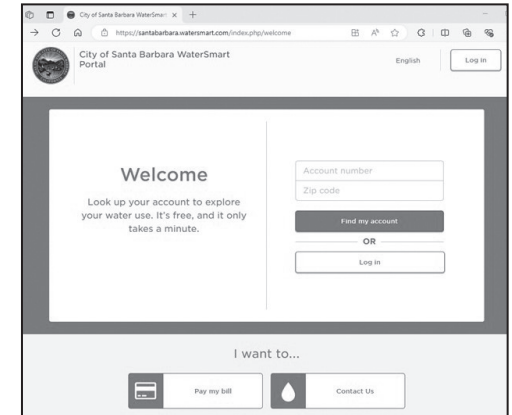 City of Santa Barbara WaterSmart
https://santabarbara.watersmart.com/index.php/welcome
City of Santa Barbara WaterSmart
Portal
English
Log in
Welcome
Look up your account to explore
your water use. It's free, and it only
takes a minute.
Account number
Zip code
Find my account
OR
Log in
I want to...
Pay my bill
Contact Us